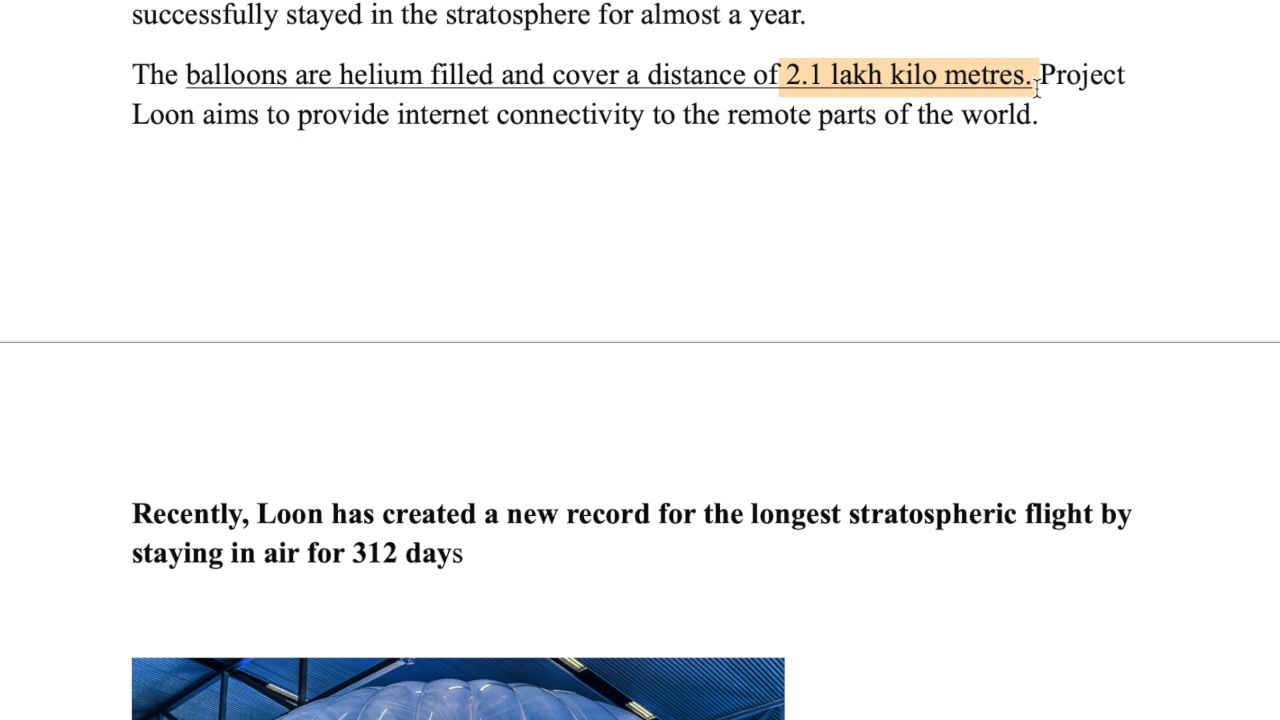 successfully stayed in the stratosphere for almost a year.
The balloons are helium filled and cover a distance of 2.1 lakh kilo metres. Project
Loon aims to provide internet connectivity to the remote parts of the world.
Recently, Loon has created a new record for the longest stratospheric flight by
staying in air for 312 days